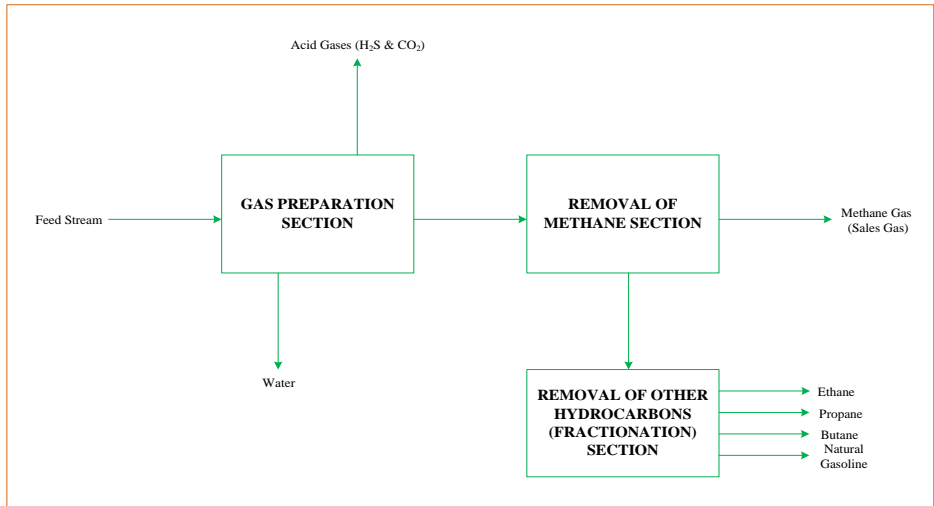 Acid Gases (H₂S & CO₂)
GAS PREPARATION
SECTION
REMOVAL OF
METHANE SECTION
Feed Stream
Methane Gas
(Sales Gas)
Water
REMOVAL OF OTHER
HYDROCARBONS
(FRACTIONATION)
SECTION
Ethane
Propane
Butane
Natural
Gasoline